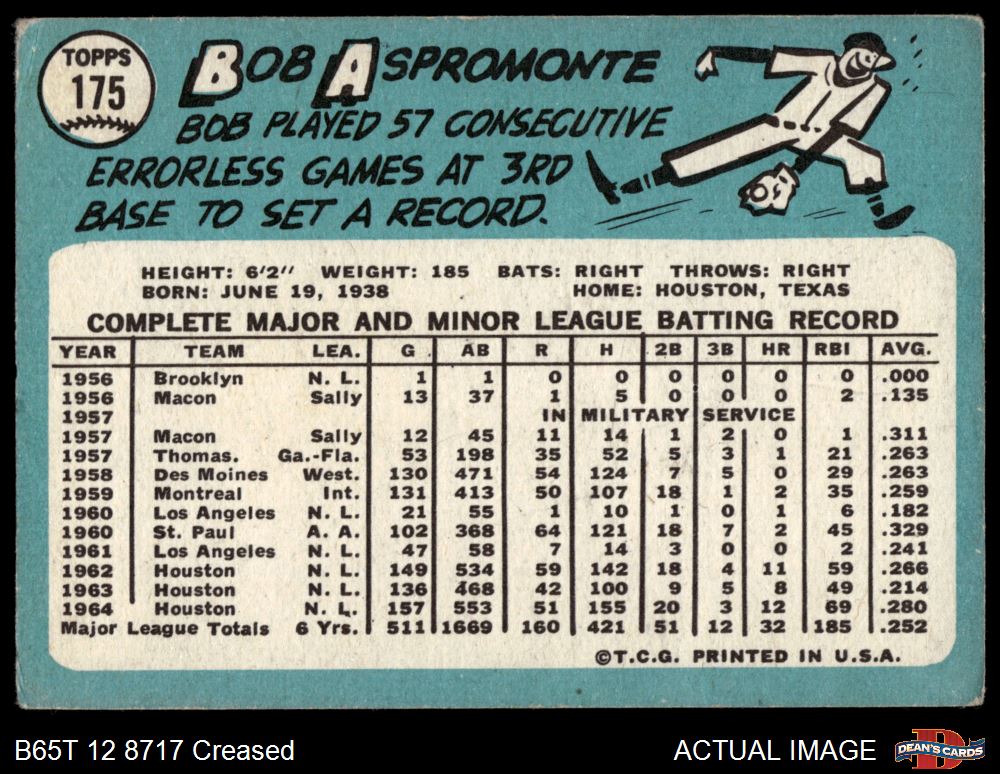 TOPPS
175
BOB ASPROMONTE
BOB PLAYED 57 CONSECUTIVE
ERRORLESS GAMES AT 3RD
BASE TO SET A RECORD.
HEIGHT: 6'2" WEIGHT: 185 BATS: RIGHT THROWS: RIGHT
BORN: JUNE 19, 1938 HOME: HOUSTON, TEXAS
COMPLETE MAJOR AND MINOR LEAGUE BATTING RECORD
YEAR TEAM LEA. G AB R H 2B 3B HR RBI AVG.
1956 Brooklyn N. L. 1 1 0 0 0 0 0 0 .000
1956 Macon Sally 13 37 1 5 0 0 0 2 .135
1957 IN MILITARY SERVICE
1957 Macon Sally 12 45 11 14 1 2 0 1 .311
1957 Thomas. Ga.-Fla. 53 198 35 52 5 3 1 21 .263
1958 Des Moines West. 130 471 54 124 7 5 0 29 .263
1959 Montreal Int. 131 413 50 107 18 1 2 35 .259
1960 Los Angeles N. L. 21 55 1 10 1 0 1 6 .182
1960 St. Paul A. A. 102 368 64 121 18 7 2 45 .329
1961 Los Angeles N. L. 47 58 7 14 3 0 0 2 .241
1962 Houston N. L. 149 534 59 142 18 4 11 59 .266
1963 Houston N. L. 136 468 42 100 9 5 8 49 .214
1964 Houston N. L. 157 553 51 155 20 3 12 69 .280
Major League Totals 6 Yrs. 511 1669 160 421 51 12 32 185 .252
©T.C.G. PRINTED IN U.S.A.
B65T 12 8717 Creased
ACTUAL IMAGE
D
DEAN'S CARDS